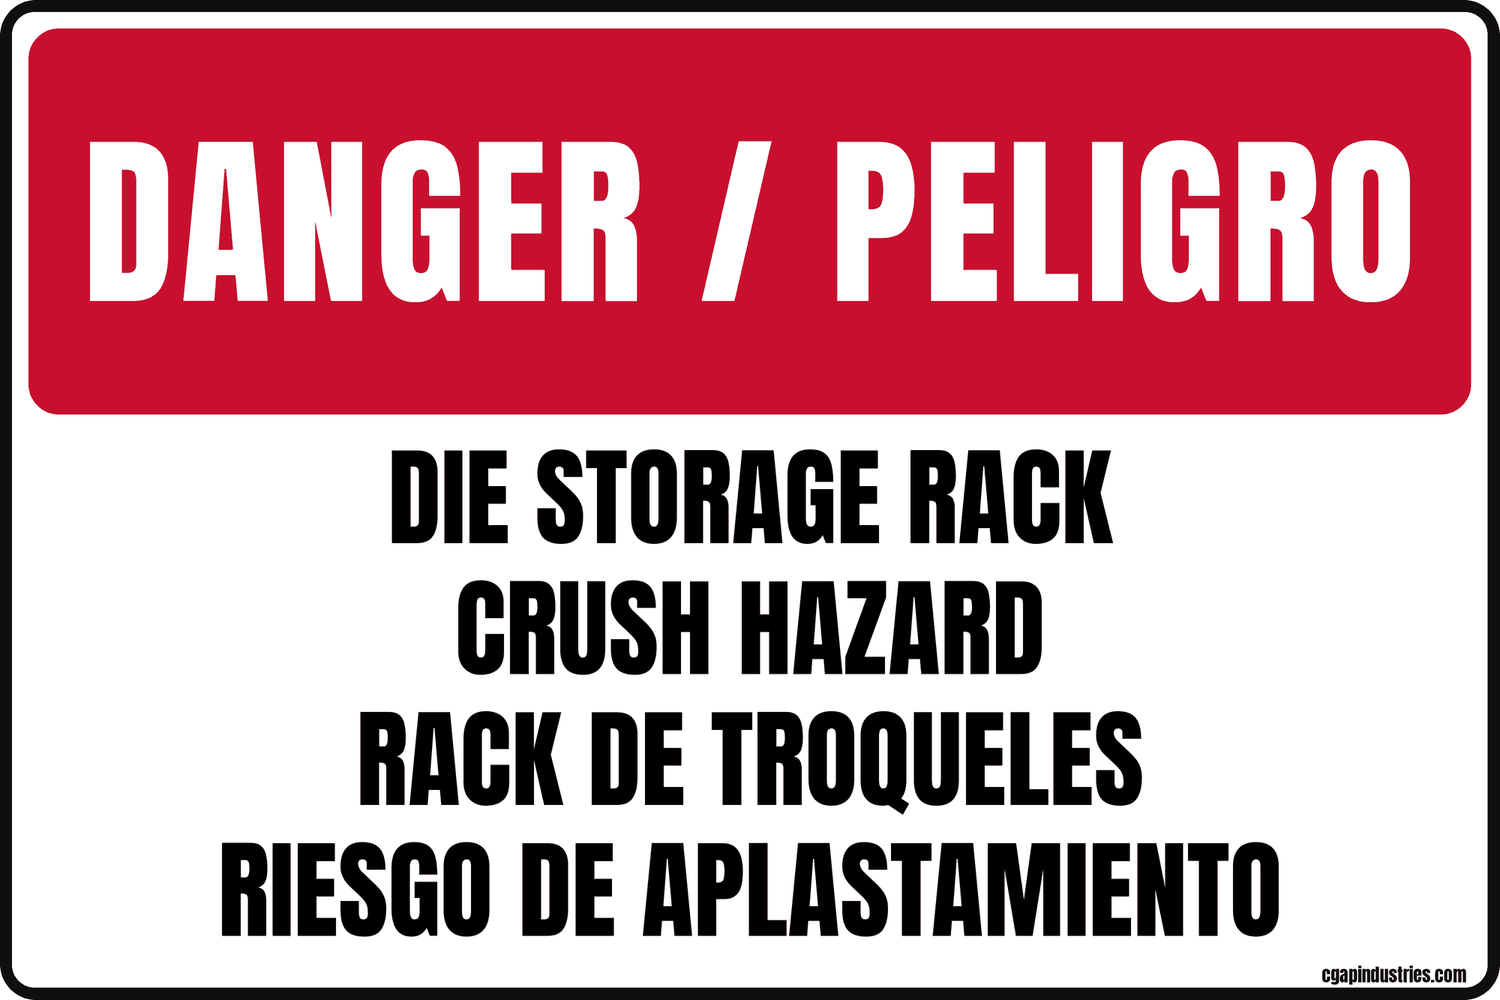 DANGER / PELIGRO
DIE STORAGE RACK
CRUSH HAZARD
RACK DE TROQUELES
RIESGO DE APLASTAMIENTO
cgapindustries.com